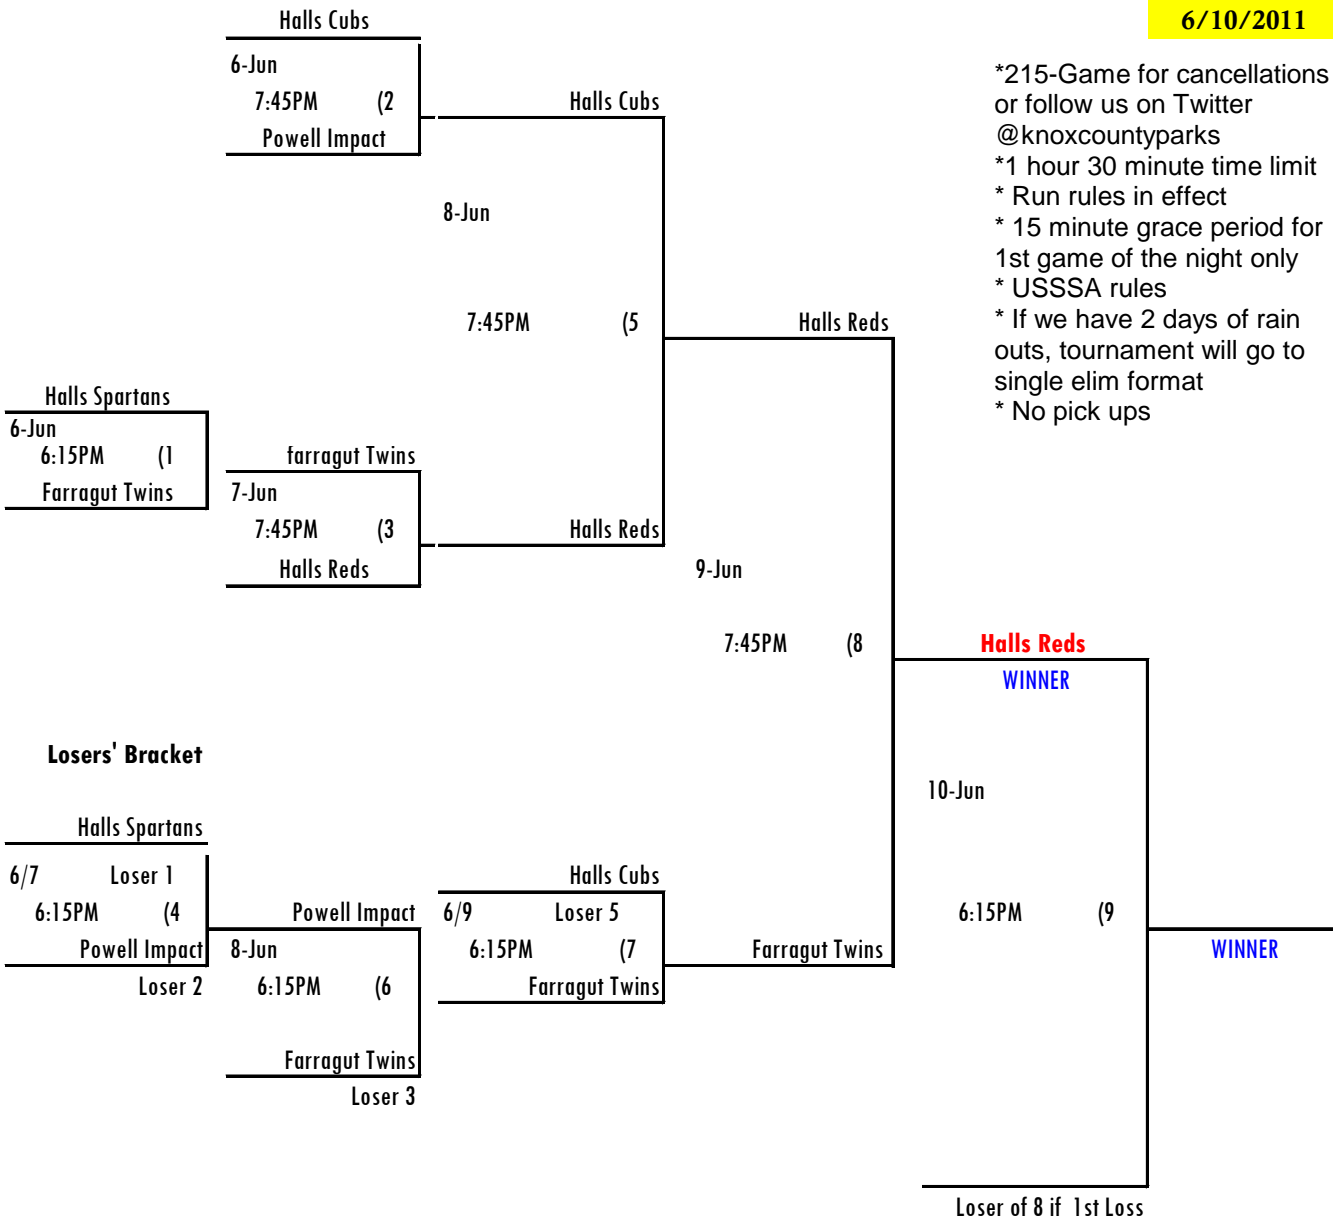 Halls Cubs
6/10/2011
6-Jun
7:45PM (2
Powell Impact
Halls Cubs
*215-Game for cancellations
or follow us on Twitter
@knoxcountyparks
*1 hour 30 minute time limit
* Run rules in effect
* 15 minute grace period for
1st game of the night only
* USSSA rules
* If we have 2 days of rain
outs, tournament will go to
single elim format
* No pick ups
8-Jun
7:45PM (5
Halls Reds
Halls Spartans
6-Jun
6:15PM (1
Farragut Twins
farragut Twins
7-Jun
7:45PM (3
Halls Reds
Halls Reds
9-Jun
7:45PM (8
Halls Reds
WINNER
Losers' Bracket
10-Jun
Halls Spartans
6/7 Loser 1
6:15PM (4
Powell Impact
Loser 2
Powell Impact
8-Jun
6:15PM (6
Farragut Twins
Loser 3
Halls Cubs
6/9 Loser 5
6:15PM (7
Farragut Twins
Farragut Twins
6:15PM (9
WINNER
Loser of 8 if 1st Loss